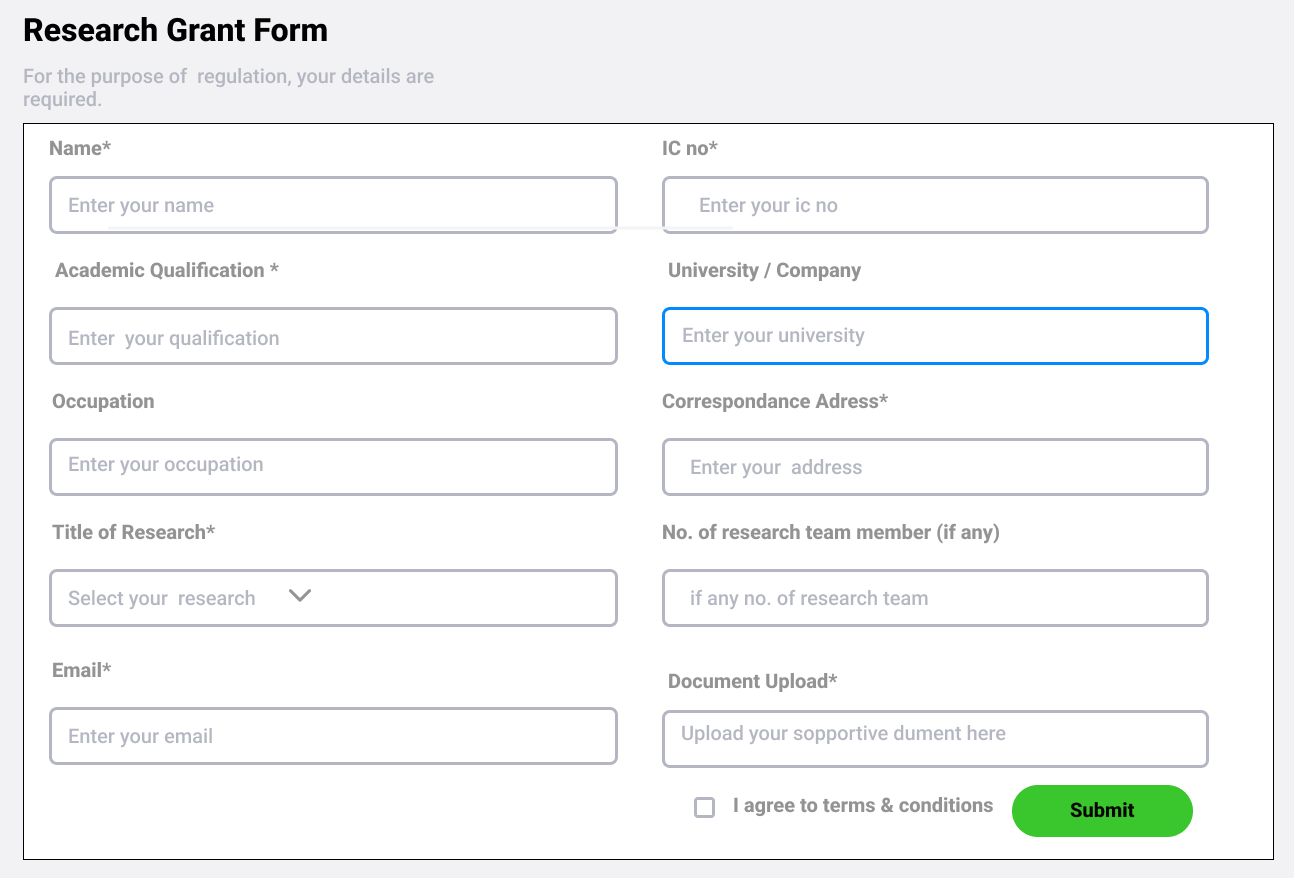 Research Grant Form
For the purpose of  regulation, your details are
required.
Name*
IC no*
Enter your name
Enter your ic no
Academic Qualification *
University / Company
Enter  your qualification
Enter your university
Occupation
Correspondance Adress*
Enter your occupation
Enter your  address
Title of Research*
No. of research team member (if any)
Select your  research
if any no. of research team
Email*
Document Upload*
Enter your email
Upload your sopportive dument here
I agree to terms & conditions
Submit